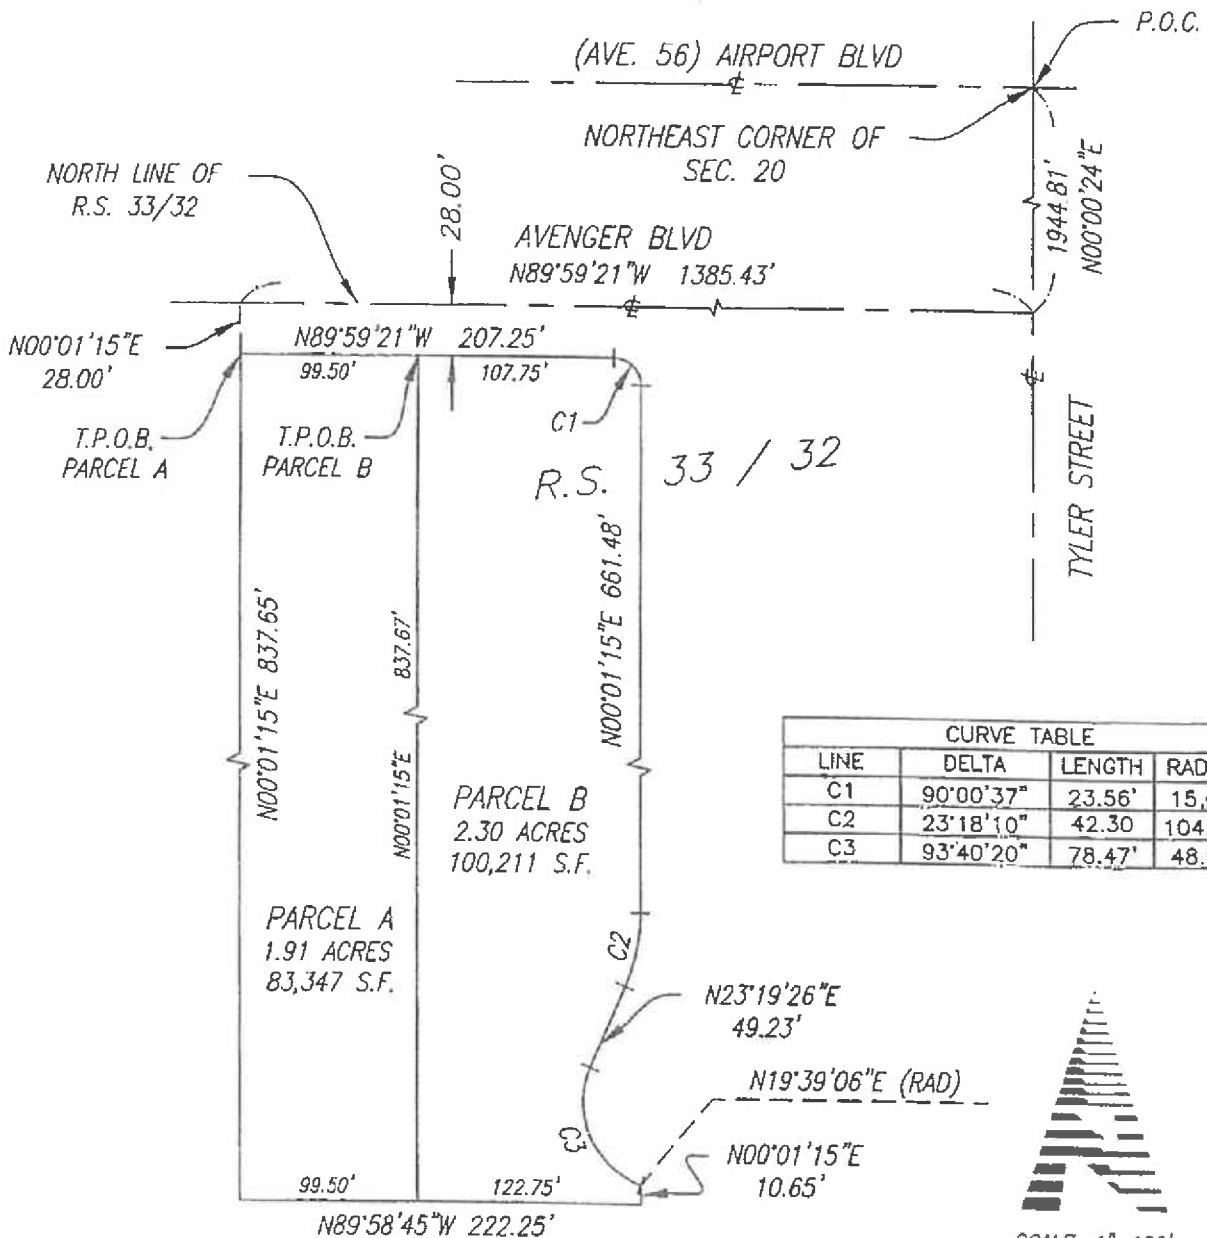 P.O.C.
(AVE. 56) AIRPORT BLVD
NORTHEAST CORNER OF
SEC. 20
NORTH LINE OF
R.S. 33/32
28.00'
1944.81'
N00°00'24"E
AVENGER BLVD
N89°59'21"W 1385.43'
N00°01'15"E
28.00'
N89°59'21"W 207.25'
99.50'
107.75'
T.P.O.B.
PARCEL A
T.P.O.B.
PARCEL B
C1
R.S. 33 / 32
TYLER STREET
N00°01'15"E 837.65'
N00°01'15"E 837.67'
N00°01'15"E 661.48'
CURVE TABLE
LINE DELTA LENGTH RAD
C1 90°00'37" 23.56' 15.
C2 23°18'10" 42.30 104.
C3 93°40'20" 78.47' 48.
PARCEL B
2.30 ACRES
100,211 S.F.
PARCEL A
1.91 ACRES
83,347 S.F.
C2
N23°19'26"E
49.23'
N19°39'06"E (RAD)
C3
N00°01'15"E
10.65'
99.50'
122.75'
N89°58'45"W 222.25'